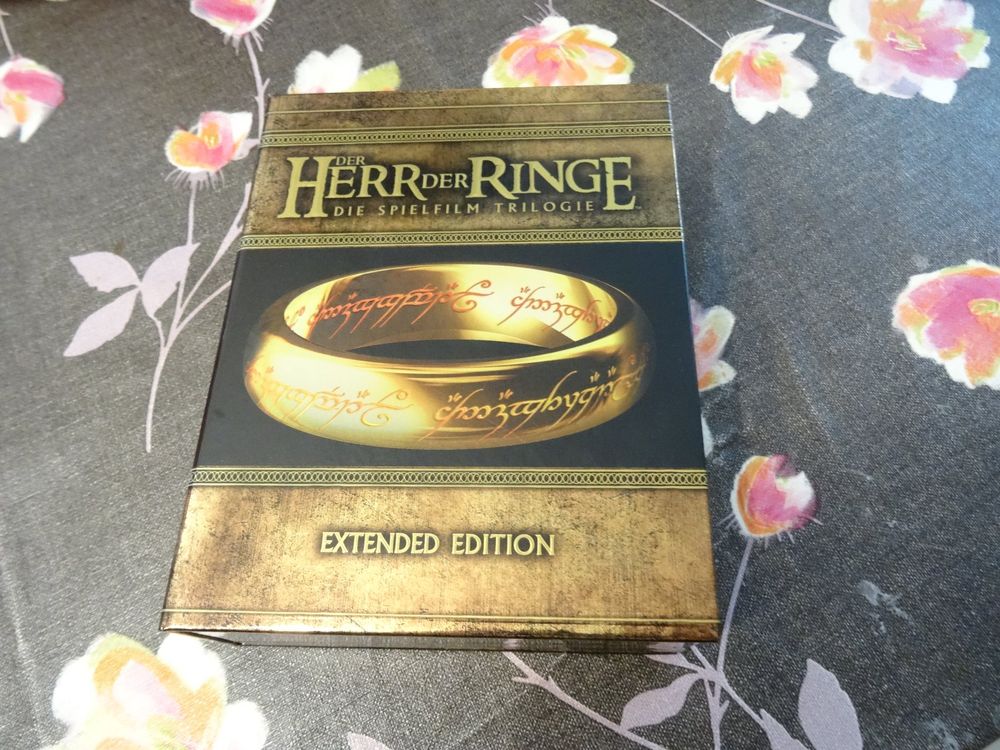 DER
HERR DER RINGE
DIE SPIELFILM TRILOGIE
EXTENDED EDITION